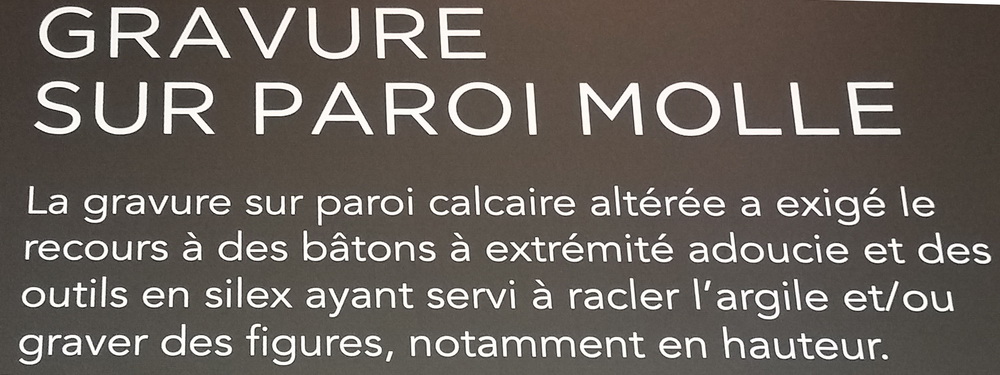 GRAVURE
SUR PAROI MOLLE
La gravure sur paroi calcaire altérée a exigé le
recours à des bâtons à extrémité adoucie et des
outils en silex ayant servi à racler l'argile et/ou
graver des figures, notamment en hauteur.